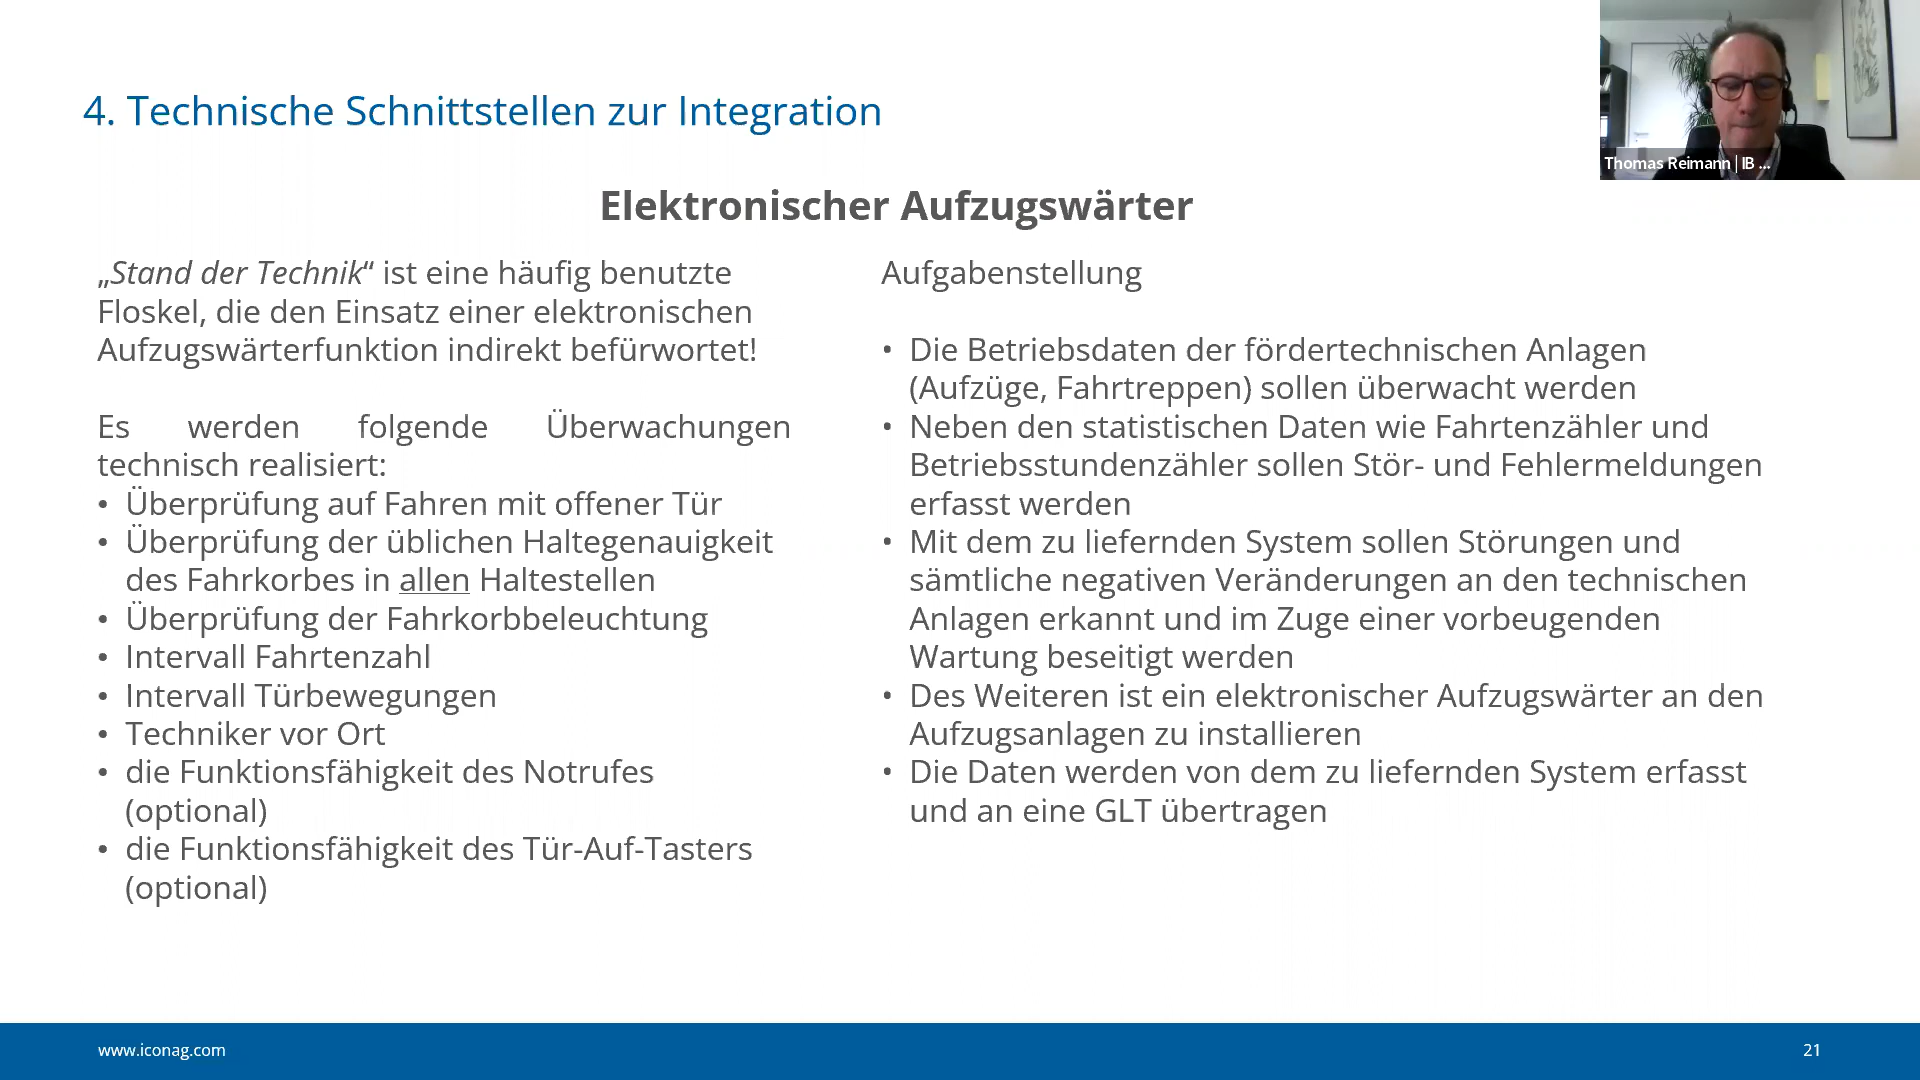 4. Technische Schnittstellen zur Integration
Thomas Reimann | IB ...
Elektronischer Aufzugswärter
„Stand der Technik“ ist eine häufig benutzte
Floskel, die den Einsatz einer elektronischen
Aufzugswärterfunktion indirekt befürwortet!
Es werden folgende Überwachungen
technisch realisiert:
• Überprüfung auf Fahren mit offener Tür
• Überprüfung der üblichen Haltegenauigkeit
des Fahrkorbes in allen Haltestellen
• Überprüfung der Fahrkorbbeleuchtung
• Intervall Fahrtenzahl
• Intervall Türbewegungen
• Techniker vor Ort
• die Funktionsfähigkeit des Notrufes
(optional)
• die Funktionsfähigkeit des Tür-Auf-Tasters
(optional)
Aufgabenstellung
• Die Betriebsdaten der fördertechnischen Anlagen
(Aufzüge, Fahrtreppen) sollen überwacht werden
• Neben den statistischen Daten wie Fahrtenzähler und
Betriebsstundenzähler sollen Stör- und Fehlermeldungen
erfasst werden
• Mit dem zu liefernden System sollen Störungen und
sämtliche negativen Veränderungen an den technischen
Anlagen erkannt und im Zuge einer vorbeugenden
Wartung beseitigt werden
• Des Weiteren ist ein elektronischer Aufzugswärter an den
Aufzugsanlagen zu installieren
• Die Daten werden von dem zu liefernden System erfasst
und an eine GLT übertragen
www.iconag.com
21